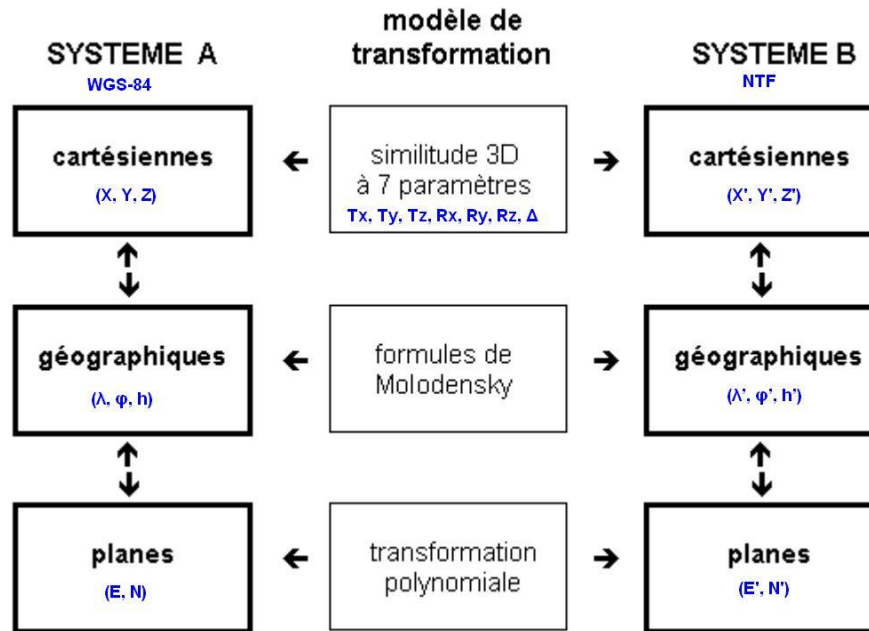 modèle de
SYSTEME A transformation SYSTEME B
WGS-84 NTF
cartésiennes similitude 3D cartésiennes
(X, Y, Z) à 7 paramètres (X', Y', Z')
Tx, Ty, Tz, Rx, Ry, Rz, Δ
géographiques formules de géographiques
(λ, φ, h) Molodensky (λ', φ', h')
planes transformation planes
(E, N) polynomiale (E', N')